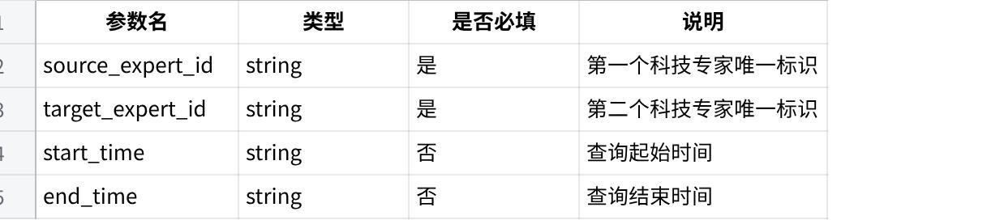 1 参数名 类型 是否必填 说明
2 source_expert_id string 是 第一个科技专家唯一标识
3 target_expert_id string 是 第二个科技专家唯一标识
4 start_time string 否 查询起始时间
5 end_time string 否 查询结束时间